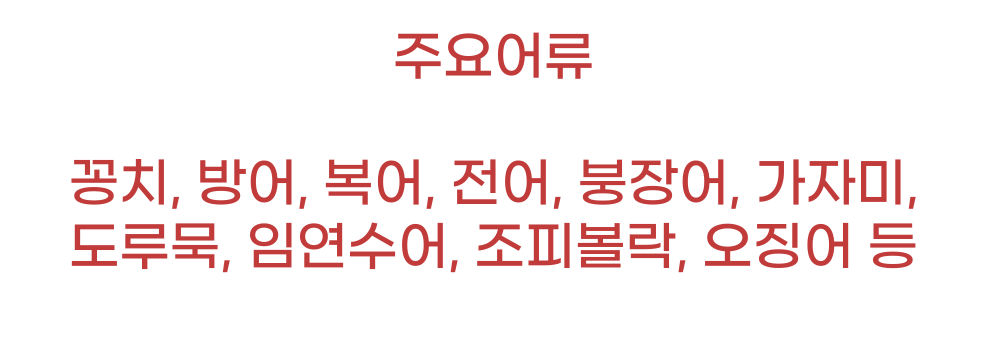 주요어류
꽁치, 방어, 복어, 전어, 붕장어, 가자미,
도루묵, 임연수어, 조피볼락, 오징어 등